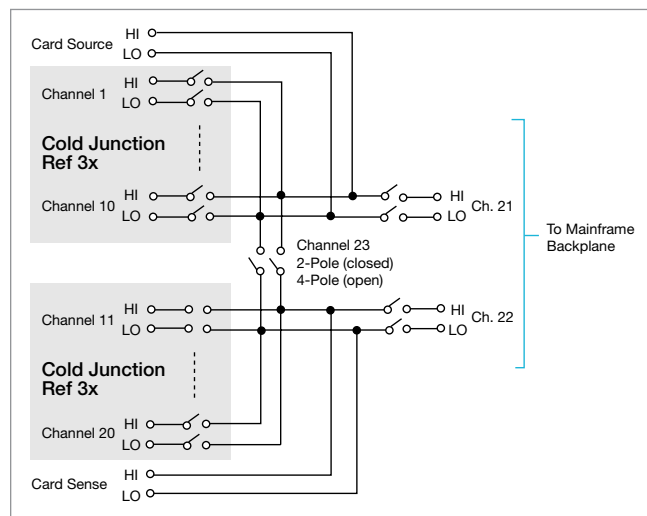 Card Source
HI
LO
Channel 1
HI
LO
Cold Junction
Ref 3x
Channel 10
HI
LO
HI
LO
Ch. 21
To Mainframe
Backplane
Channel 23
2-Pole (closed)
4-Pole (open)
Channel 11
HI
LO
HI
LO
Ch. 22
Cold Junction
Ref 3x
Channel 20
HI
LO
Card Sense
HI
LO